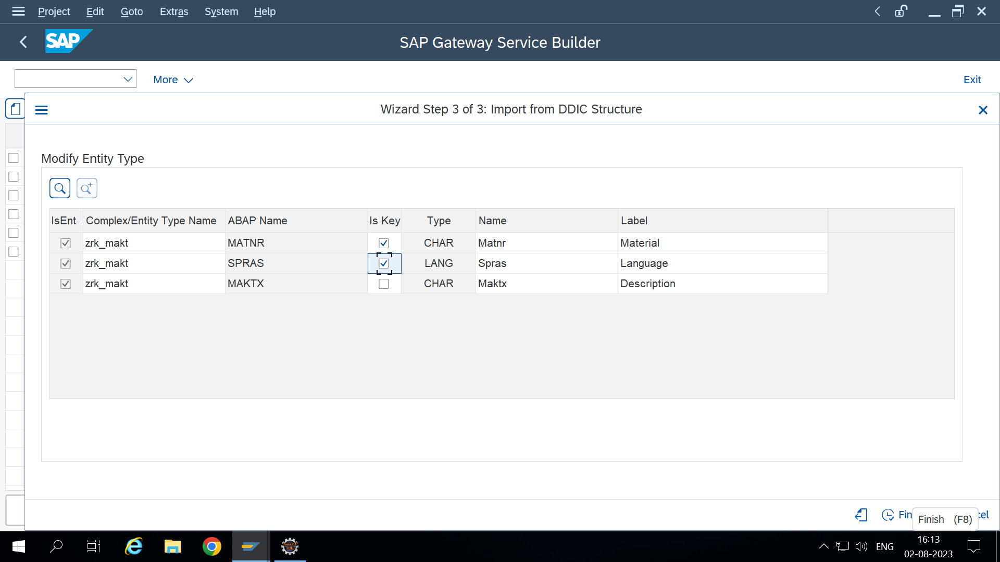 Project Edit Goto Extras System Help
SAP SAP Gateway Service Builder
More Exit
Wizard Step 3 of 3: Import from DDIC Structure
Modify Entity Type
IsEnt... Complex/Entity Type Name ABAP Name Is Key Type Name Label
zrk_makt MATNR CHAR Matnr Material
zrk_makt SPRAS LANG Spras Language
zrk_makt MAKTX CHAR Maktx Description
Fin cel
Finish (F8)
Java EE IDE
ENG 16:13
02-08-2023